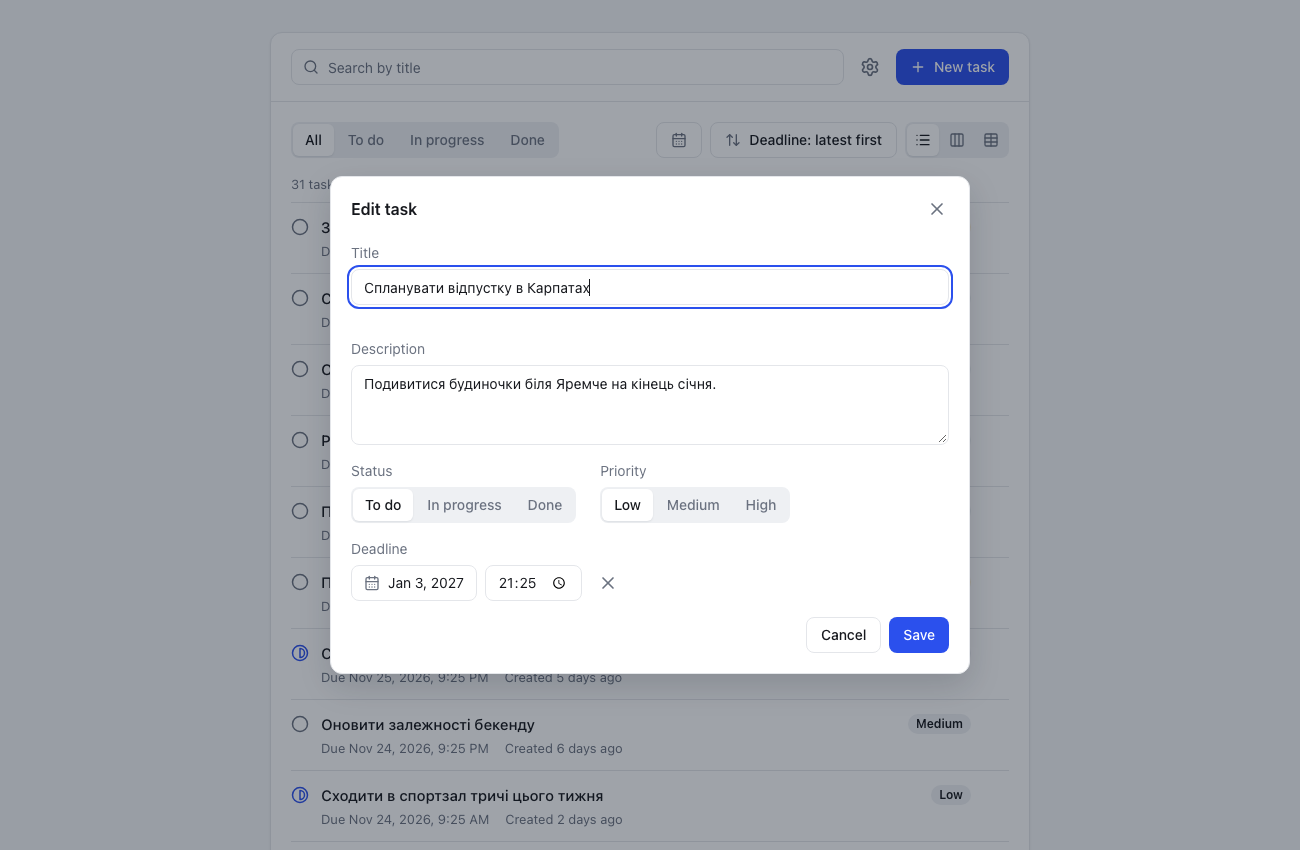 Search by title
New task
All To do In progress Done Deadline: latest first
31
Edit task
Title
Спланувати відпустку в Карпатах
Description
Подивитися будиночки біля Яремче на кінець січня.
Status Priority
To do In progress Done Low Medium High
Deadline
Jan 3, 2027 21:25
Cancel Save
Due Nov 25, 2026, 9:25 PM Created 5 days ago
Оновити залежності бекенду Medium
Due Nov 24, 2026, 9:25 PM Created 6 days ago
Сходити в спортзал тричі цього тижня Low
Due Nov 24, 2026, 9:25 AM Created 2 days ago